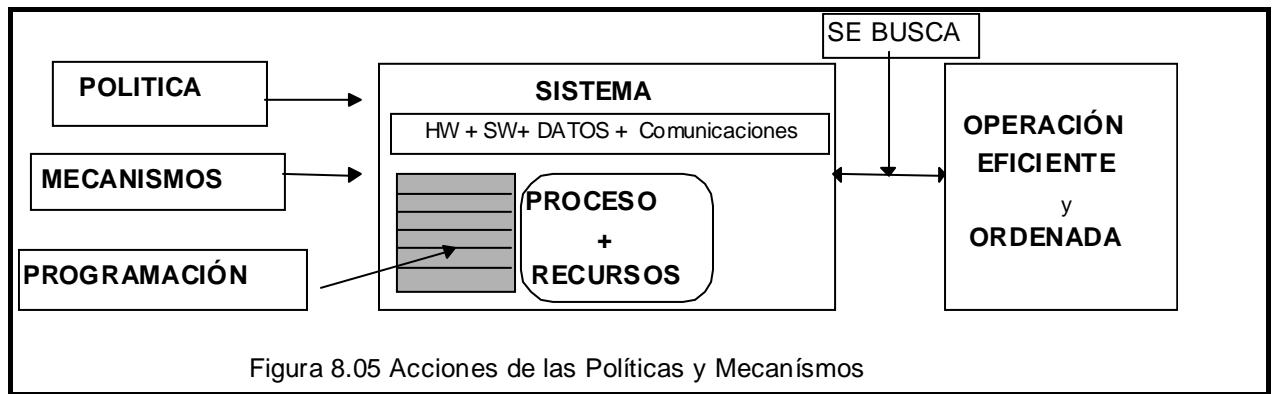 SE BUSCA
POLITICA
MECANISMOS
PROGRAMACIÓN
SISTEMA
HW + SW+ DATOS + Comunicaciones
PROCESO
+
RECURSOS
OPERACIÓN
EFICIENTE
y
ORDENADA
Figura 8.05 Acciones de las Políticas y Mecanísmos